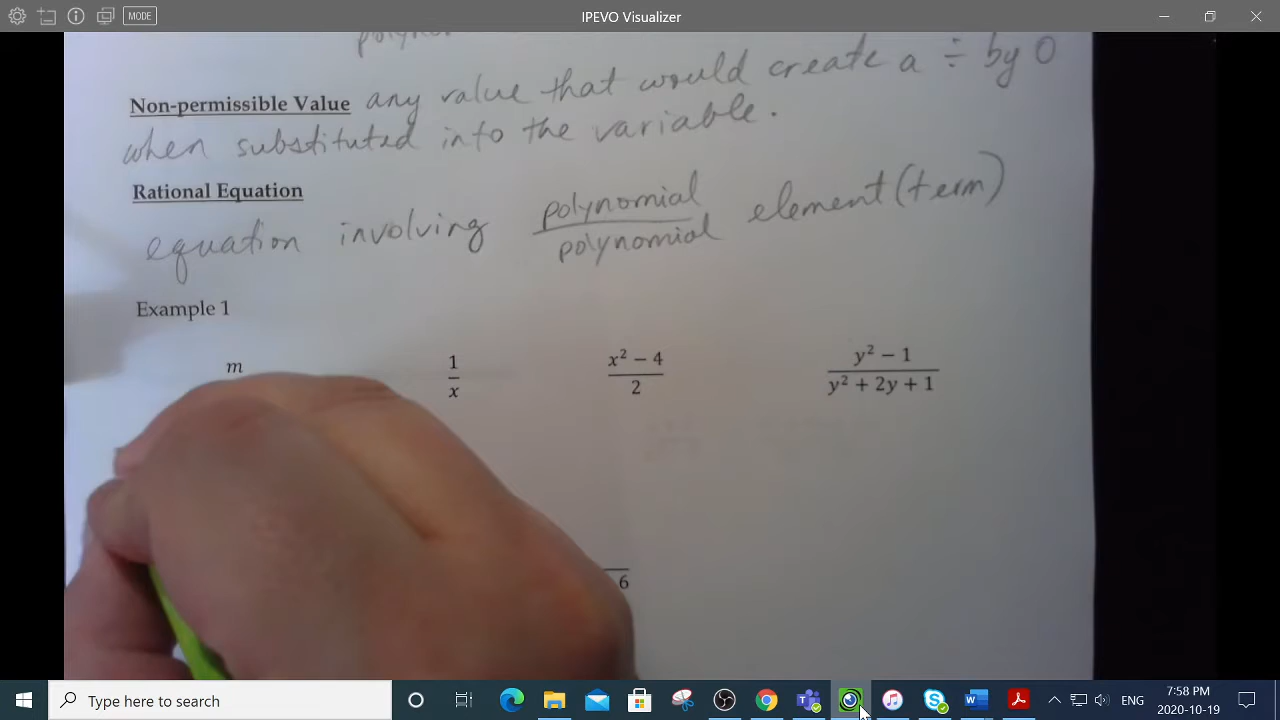 IPEVO Visualizer
MODE
Non-permissible Value any value that would create a ÷ by 0
when substituted into the variable.
Rational Equation
equation involving polynomial/polynomial element (term)
Example 1
m
1/x
x² − 4/2
y² − 1/y² + 2y + 1
6
Type here to search
ENG
7:58 PM
2020-10-19